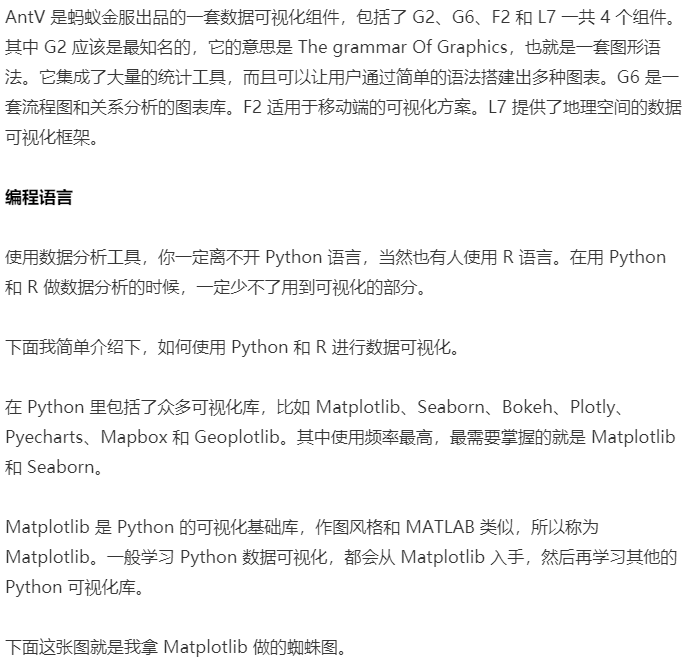 AntV 是蚂蚁金服出品的一套数据可视化组件，包括了 G2、G6、F2 和 L7 一共 4 个组件。
其中 G2 应该是最知名的，它的意思是 The grammar Of Graphics，也就是一套图形语
法。它集成了大量的统计工具，而且可以让用户通过简单的语法搭建出多种图表。G6 是一
套流程图和关系分析的图表库。F2 适用于移动端的可视化方案。L7 提供了地理空间的数据
可视化框架。
编程语言
使用数据分析工具，你一定离不开 Python 语言，当然也有人使用 R 语言。在用 Python
和 R 做数据分析的时候，一定少不了用到可视化的部分。
下面我简单介绍下，如何使用 Python 和 R 进行数据可视化。
在 Python 里包括了众多可视化库，比如 Matplotlib、Seaborn、Bokeh、Plotly、
Pyecharts、Mapbox 和 Geoplotlib。其中使用频率最高，最需要掌握的就是 Matplotlib
和 Seaborn。
Matplotlib 是 Python 的可视化基础库，作图风格和 MATLAB 类似，所以称为
Matplotlib。一般学习 Python 数据可视化，都会从 Matplotlib 入手，然后再学习其他的
Python 可视化库。
下面这张图就是我拿 Matplotlib 做的蜘蛛图。